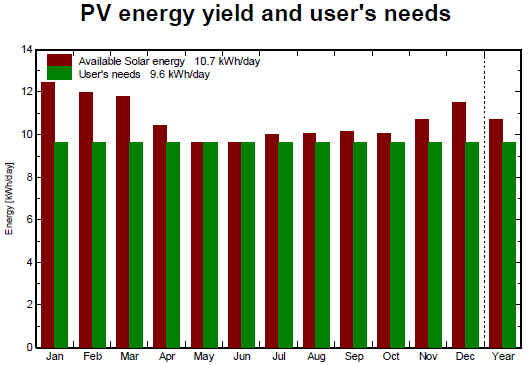 PV energy yield and user's needs
Available Solar energy 10.7 kWh/day
User's needs 9.6 kWh/day
Energy [kWh/day]
14
12
10
8
6
4
2
0
Jan Feb Mar Apr May Jun Jul Aug Sep Oct Nov Dec Year